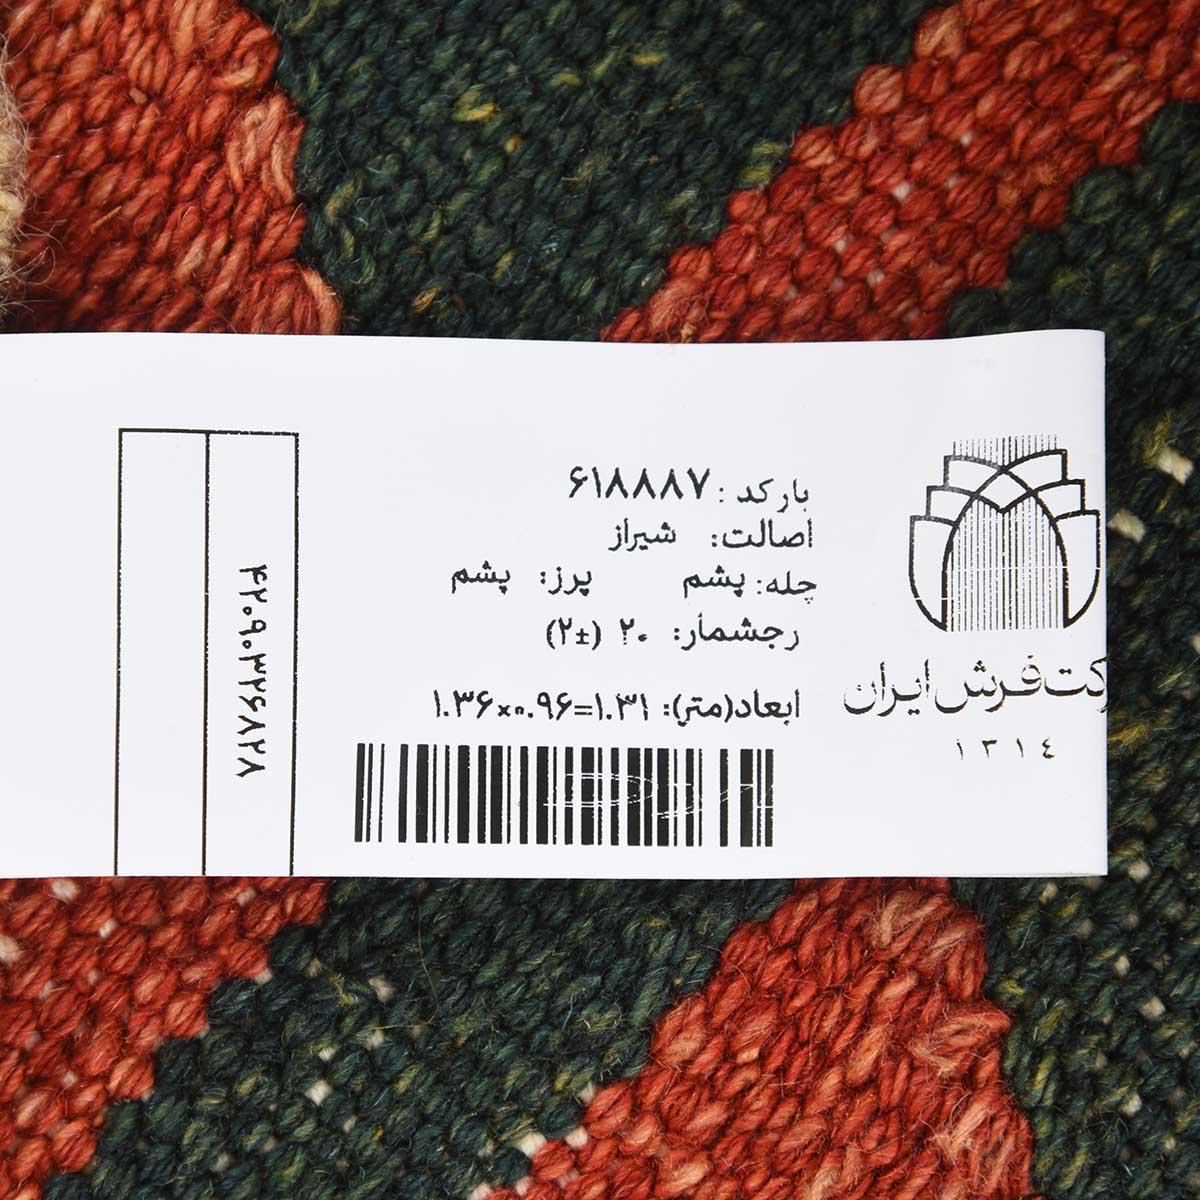 بارکد: ۶۱۸۸۸۷
اصالت: شیراز
چله: پشم پرز: پشم
رجشمار: ۲۰ (±۲)
ابعاد(متر): ۱.۳۱=۰.۹۶×۱.۳۶
فرش ایران
۱۳۱۴
۴۲۰۹۰۳۲۶۸۲۸